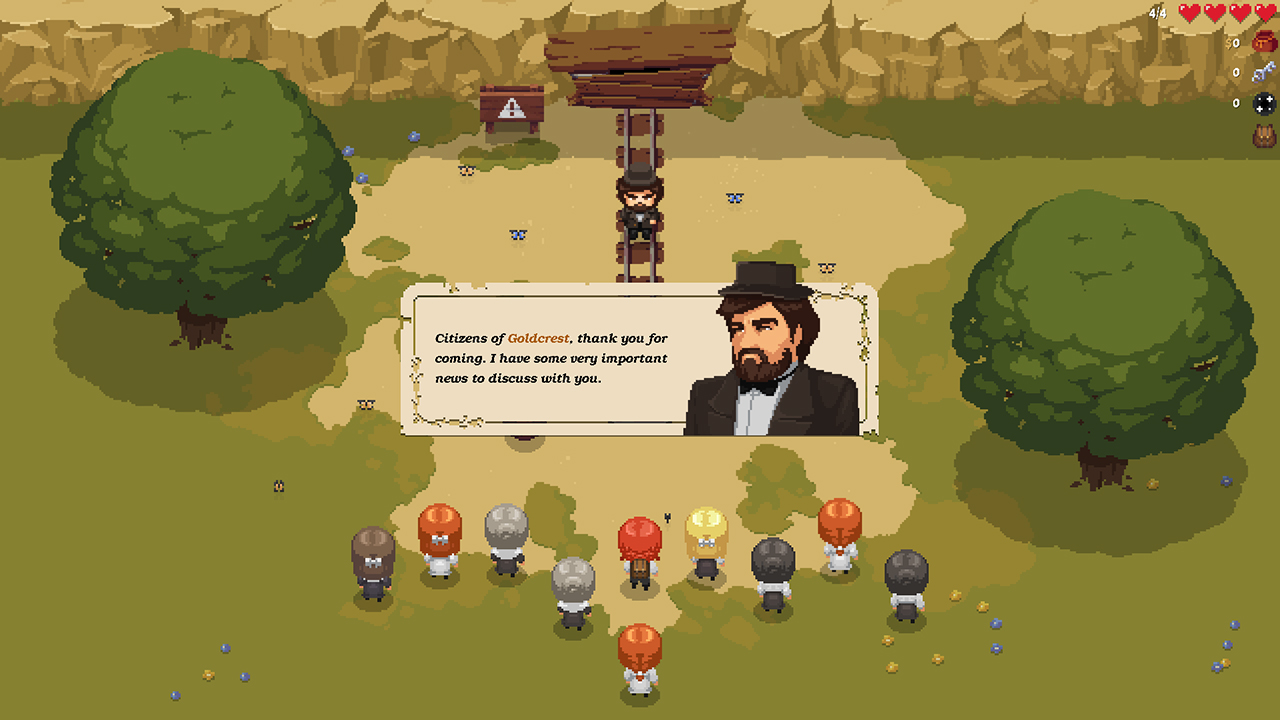 4/4
$0
0
0
Citizens of Goldcrest, thank you for
coming. I have some very important
news to discuss with you.